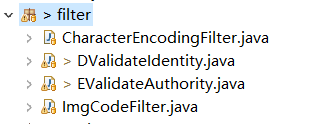 > filter
> CharacterEncodingFilter.java
> > DValidateIdentity.java
> > EValidateAuthority.java
> ImgCodeFilter.java